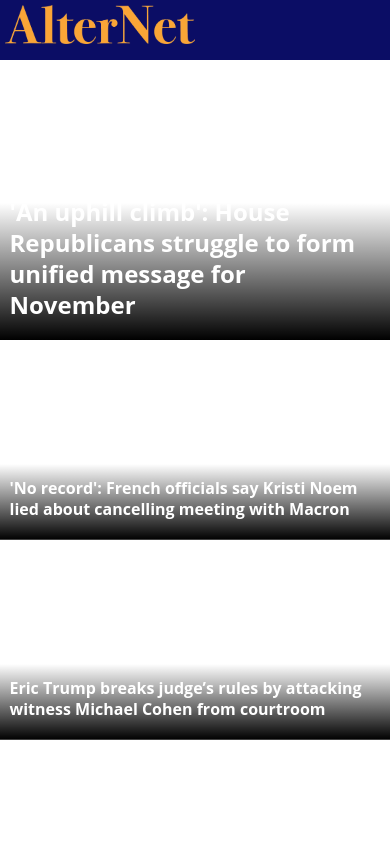 AlterNet
'An uphill climb': House
Republicans struggle to form
unified message for
November
'No record': French officials say Kristi Noem
lied about cancelling meeting with Macron
Eric Trump breaks judge’s rules by attacking
witness Michael Cohen from courtroom